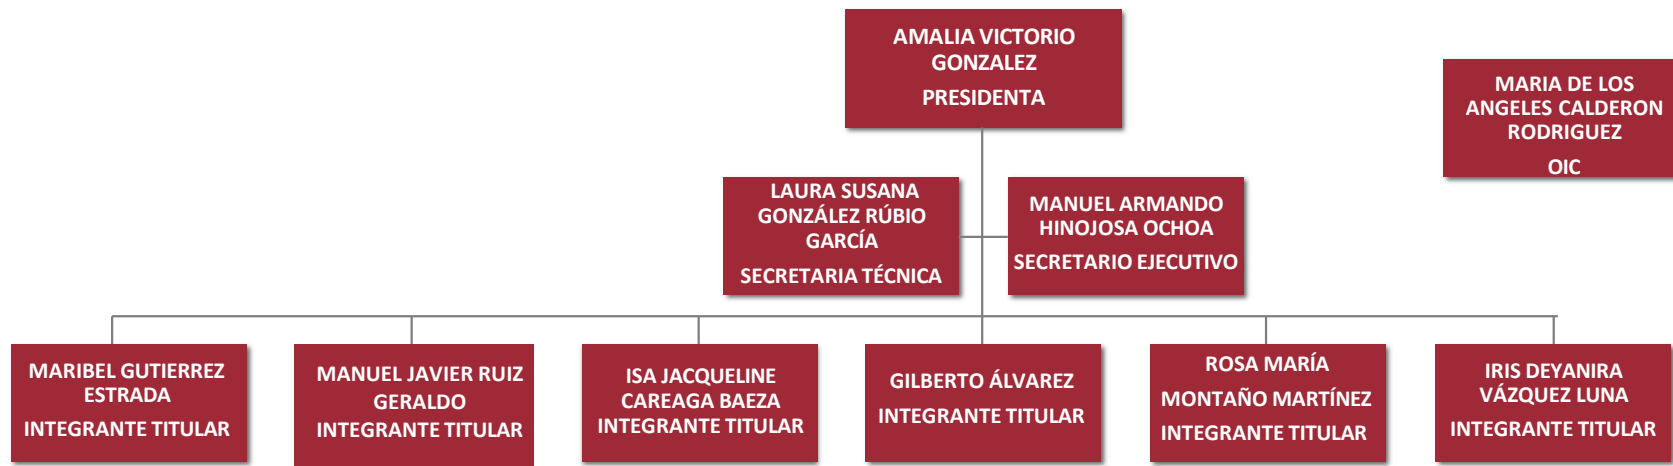 AMALIA VICTORIO
GONZALEZ
PRESIDENTA
MARIA DE LOS
ANGELES CALDERON
RODRIGUEZ
OIC
LAURA SUSANA
GONZÁLEZ RÚBIO
GARCÍA
SECRETARIA TÉCNICA
MANUEL ARMANDO
HINOJOSA OCHOA
SECRETARIO EJECUTIVO
MARIBEL GUTIERREZ
ESTRADA
INTEGRANTE TITULAR
MANUEL JAVIER RUIZ
GERALDO
INTEGRANTE TITULAR
ISA JACQUELINE
CAREAGA BAEZA
INTEGRANTE TITULAR
GILBERTO ÁLVAREZ
INTEGRANTE TITULAR
ROSA MARÍA
MONTAÑO MARTÍNEZ
INTEGRANTE TITULAR
IRIS DEYANIRA
VÁZQUEZ LUNA
INTEGRANTE TITULAR